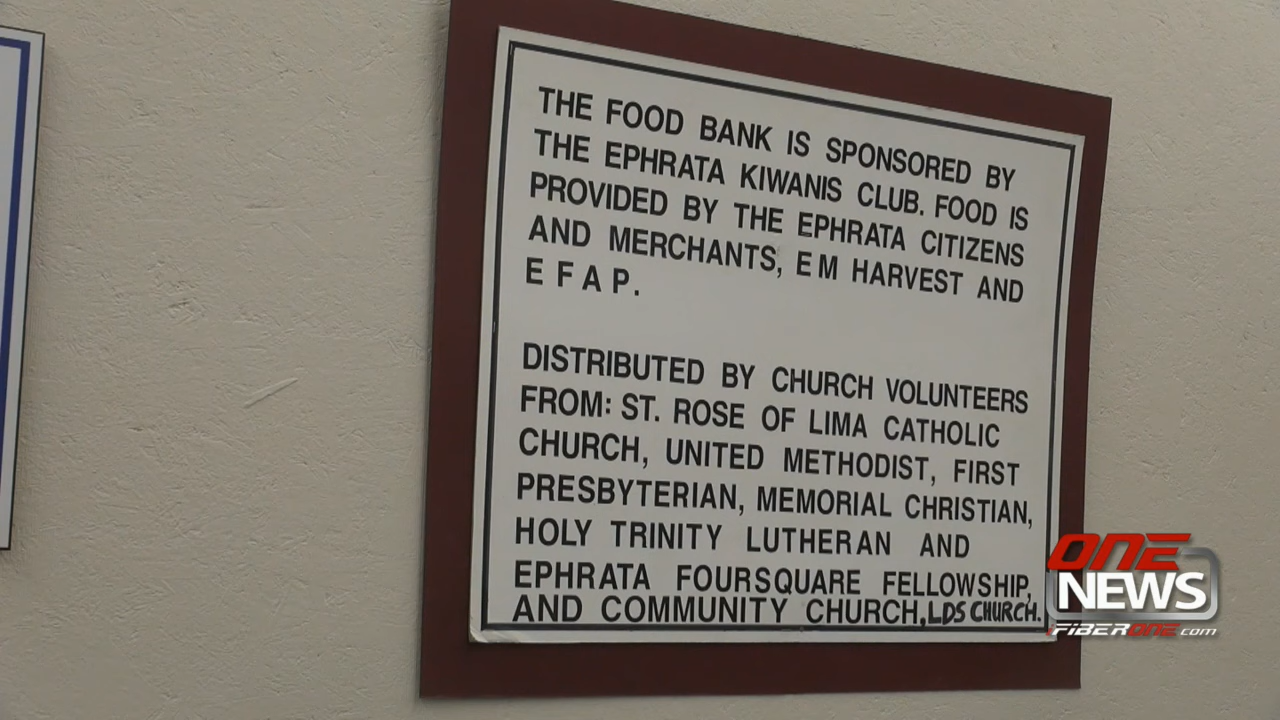 THE FOOD BANK IS SPONSORED BY
THE EPHRATA KIWANIS CLUB. FOOD IS
PROVIDED BY THE EPHRATA CITIZENS
AND MERCHANTS, EM HARVEST AND
E F A P.
DISTRIBUTED BY CHURCH VOLUNTEERS
FROM: ST. ROSE OF LIMA CATHOLIC
CHURCH, UNITED METHODIST, FIRST
PRESBYTERIAN, MEMORIAL CHRISTIAN,
HOLY TRINITY LUTHERAN AND
EPHRATA FOURSQUARE FELLOWSHIP,
AND COMMUNITY CHURCH, LDS CHURCH.
ONE
NEWS
iFIBERONE.com